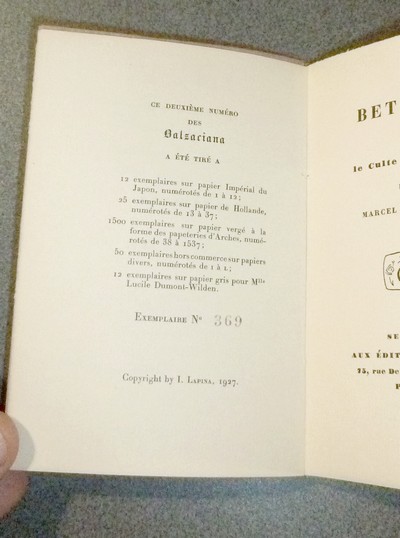 CE DEUXIÈME NUMÉRO
DES
Balzaciana
A ÉTÉ TIRÉ A
12 exemplaires sur papier Impérial du
Japon, numérotés de 1 à 12;
25 exemplaires sur papier de Hollande,
numérotés de 13 à 37;
1500 exemplaires sur papier vergé à la
forme des papeteries d'Arches, numé-
rotés de 38 à 1537;
50 exemplaires hors commerce sur papiers
divers, numérotés de 1 à L;
12 exemplaires sur papier gris pour Mlle
Lucile Dumont-Wilden.
EXEMPLAIRE N° 369
Copyright by I. LAPINA, 1927.
BET
le Culte
MARCEL
SE
AUX ÉDIT
75, rue De
P